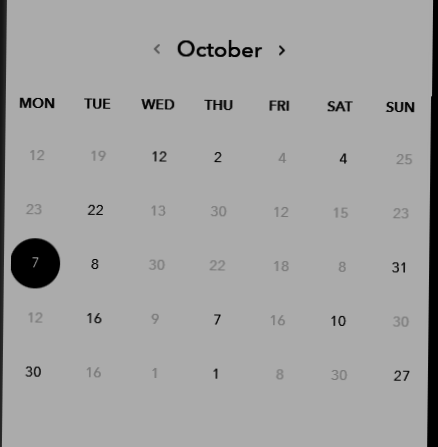 ‹ October ›
MON TUE WED THU FRI SAT SUN
12 19 12 2 4 4 25
23 22 13 30 12 15 23
7 8 30 22 18 8 31
12 16 9 7 16 10 30
30 16 1 1 8 30 27